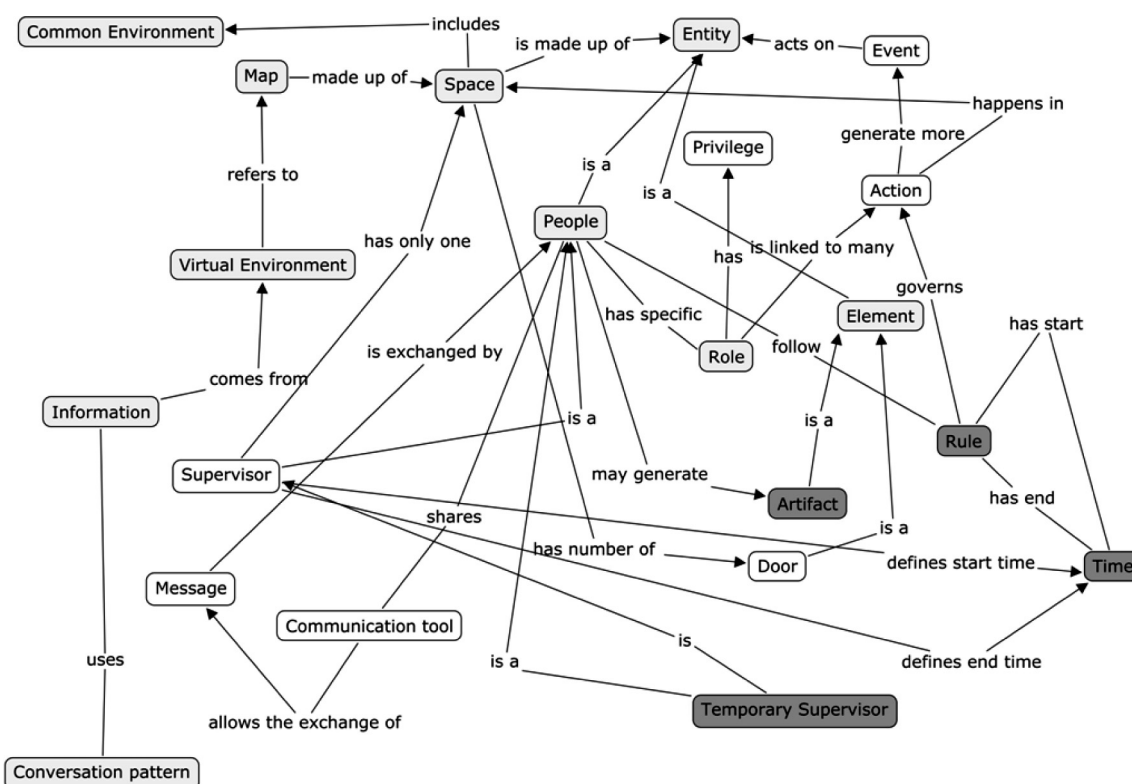 includes
Common Environment
Entity
is made up of
acts on
Event
Map
made up of
Space
happens in
generate more
Privilege
is a
refers to
is a
Action
People
has only one
is linked to many
has
Virtual Environment
governs
has specific
Element
has start
is exchanged by
Role
follow
comes from
Information
is a
is a
Rule
Supervisor
may generate
has end
Artifact
shares
is a
has number of
defines start time
Door
Time
Message
Communication tool
is
uses
is a
defines end time
Temporary Supervisor
allows the exchange of
Conversation pattern